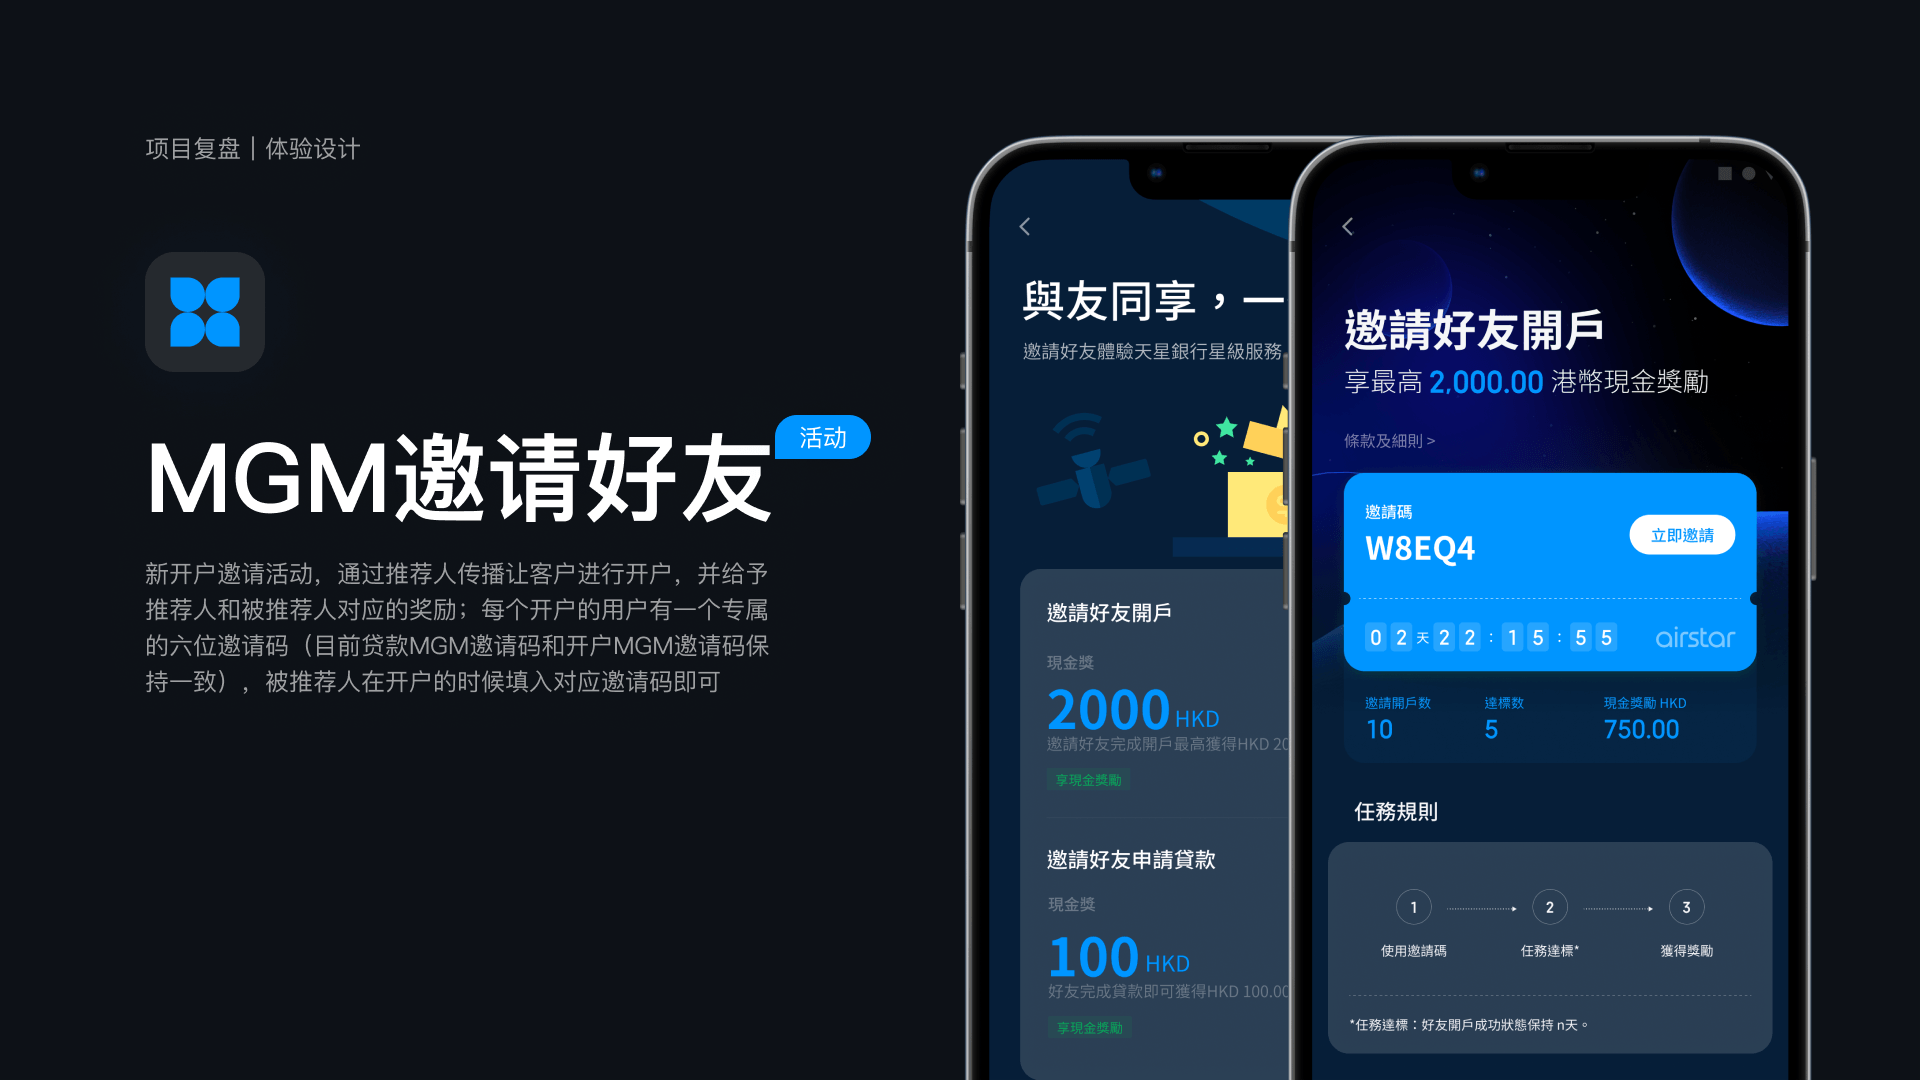 项目复盘 | 体验设计
MGM邀请好友
活动
新开户邀请活动，通过推荐人传播让客户进行开户，并给予
推荐人和被推荐人对应的奖励；每个开户的用户有一个专属
的六位邀请码（目前贷款MGM邀请码和开户MGM邀请码保
持一致），被推荐人在开户的时候填入对应邀请码即可
與友同享，一
邀請好友體驗天星銀行星級服務
邀請好友開戶
現金獎
2000 HKD
邀請好友完成開戶最高獲得HKD 20
享現金獎勵
邀請好友申請貸款
現金獎
100 HKD
好友完成貸款即可獲得HKD 100.00
享現金獎勵
邀請好友開戶
享最高 2,000.00 港幣現金獎勵
條款及細則 >
邀請碼
W8EQ4
立即邀請
02天22:15:55
airstar
邀請開戶数 達標数 現金獎勵 HKD
10 5 750.00
任務規則
1 2 3
使用邀請碼 任務達標* 獲得獎勵
*任務達標：好友開戶成功狀態保持 n天。